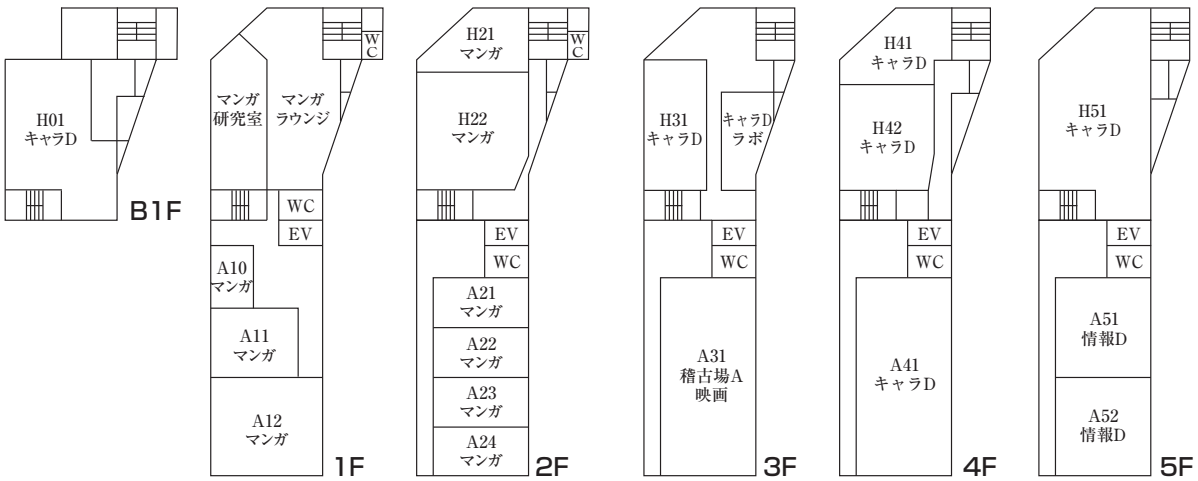 H01
キャラD
B1F
WC
マンガ
研究室
マンガ
ラウンジ
WC
EV
A10
マンガ
A11
マンガ
A12
マンガ
1F
H21
マンガ
WC
H22
マンガ
EV
WC
A21
マンガ
A22
マンガ
A23
マンガ
A24
マンガ
2F
H31
キャラD
キャラD
ラボ
EV
WC
A31
稽古場A
映画
3F
H41
キャラD
H42
キャラD
EV
WC
A41
キャラD
4F
H51
キャラD
EV
WC
A51
情報D
A52
情報D
5F